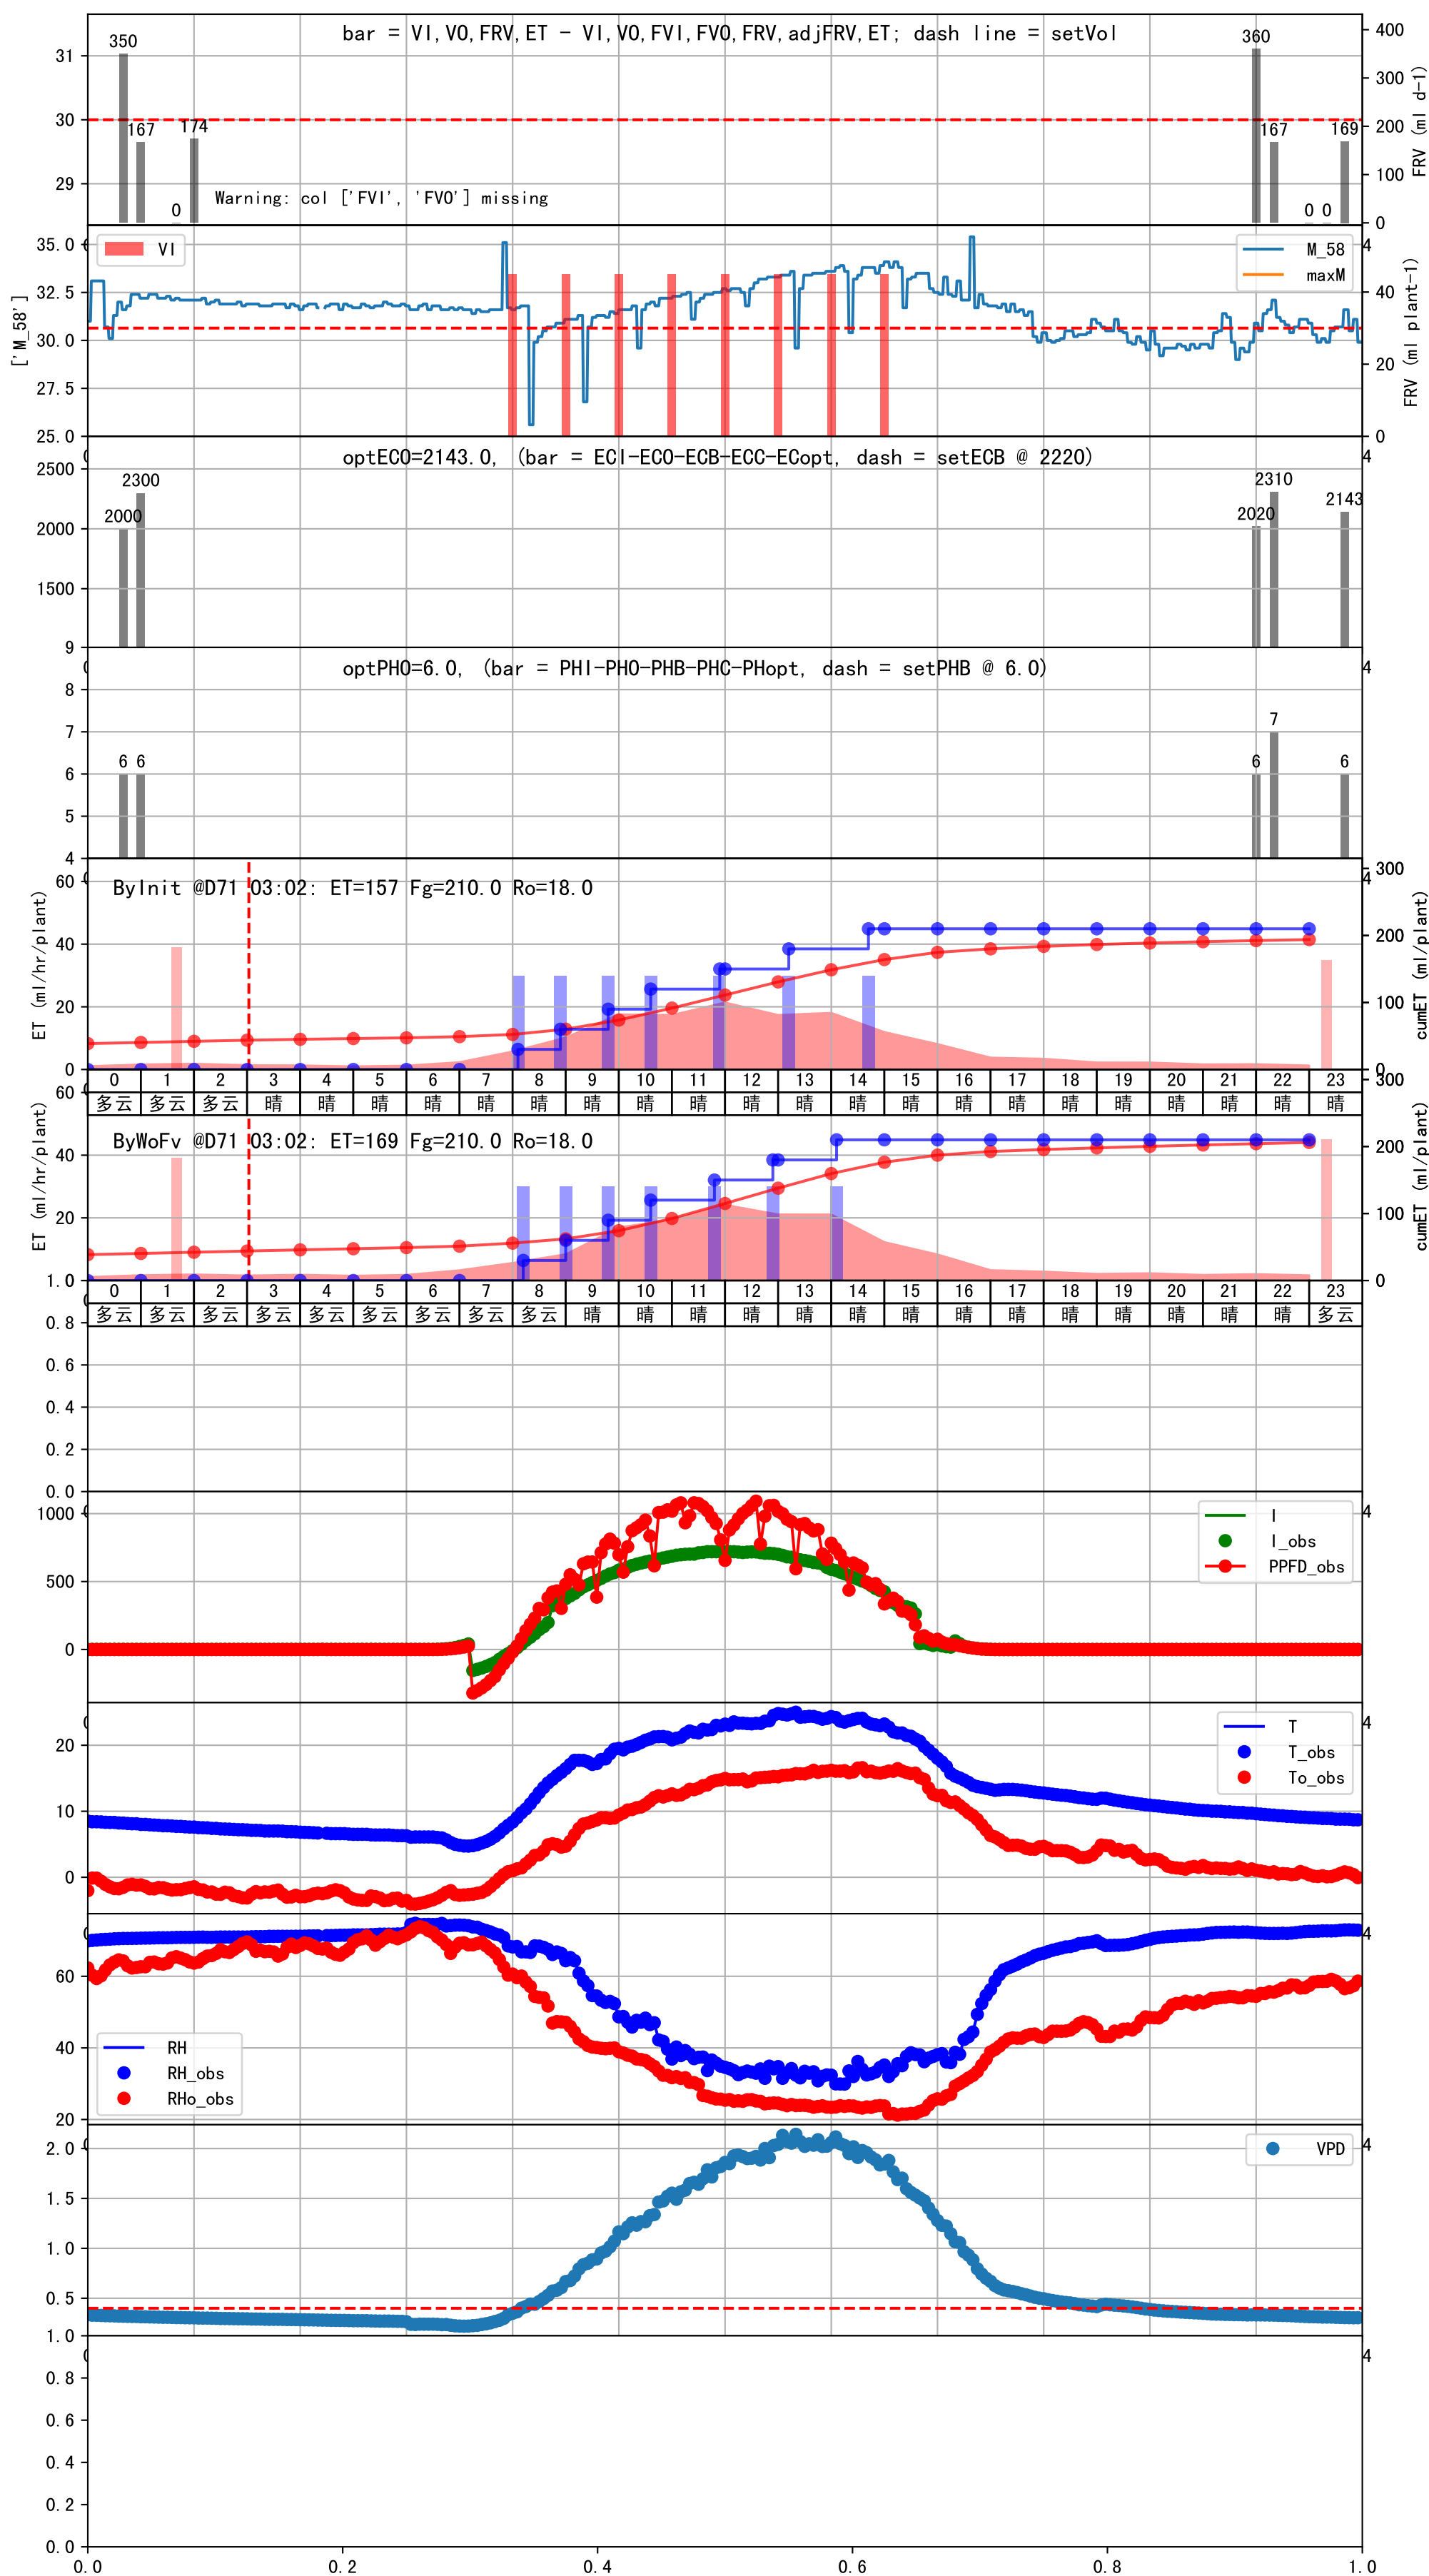 bar = VI,VO,FRV,ET - VI,VO,FVI,FVO,FRV,adjFRV,ET; dash line = setVol
350 167 0 174 360 167 0 0 169
31 30 29
400 300 200 100 0
FRV (ml d-1)
Warning: col ['FVI', 'FVO'] missing
VI
M_58
maxM
35.0 32.5 30.0 27.5 25.0
['M_58']
4 40 20 0
FRV (ml plant-1)
optECO=2143.0, (bar = ECI-ECO-ECB-ECC-ECopt, dash = setECB @ 2220)
2500 2000 1500
2000 2300 2020 2310 2143
4
optPHO=6.0, (bar = PHI-PHO-PHB-PHC-PHopt, dash = setPHB @ 6.0)
9 8 7 6 5 4
6 6 6 7 6
4
ByInit @D71 03:02: ET=157 Fg=210.0 Ro=18.0
60 40 20 0
ET (ml/hr/plant)
300 200 100 0
4
cumET (ml/plant)
0 1 2 3 4 5 6 7 8 9 10 11 12 13 14 15 16 17 18 19 20 21 22 23
多云 多云 多云 晴 晴 晴 晴 晴 晴 晴 晴 晴 晴 晴 晴 晴 晴 晴 晴 晴 晴 晴 晴 晴
ByWoFv @D71 03:02: ET=169 Fg=210.0 Ro=18.0
60 40 20
ET (ml/hr/plant)
300 200 100 0
cumET (ml/plant)
0 1 2 3 4 5 6 7 8 9 10 11 12 13 14 15 16 17 18 19 20 21 22 23
多云 多云 多云 多云 多云 多云 多云 多云 多云 晴 晴 晴 晴 晴 晴 晴 晴 晴 晴 晴 晴 晴 晴 多云
1.0 0.8 0.6 0.4 0.2 0.0
1000 500 0
I
I_obs
PPFD_obs
4
20 10 0
T
T_obs
To_obs
4
60 40 20
RH
RH_obs
RHo_obs
4
2.0 1.5 1.0 0.5
VPD
4
1.0 0.8 0.6 0.4 0.2 0.0
4
0.0 0.2 0.4 0.6 0.8 1.0